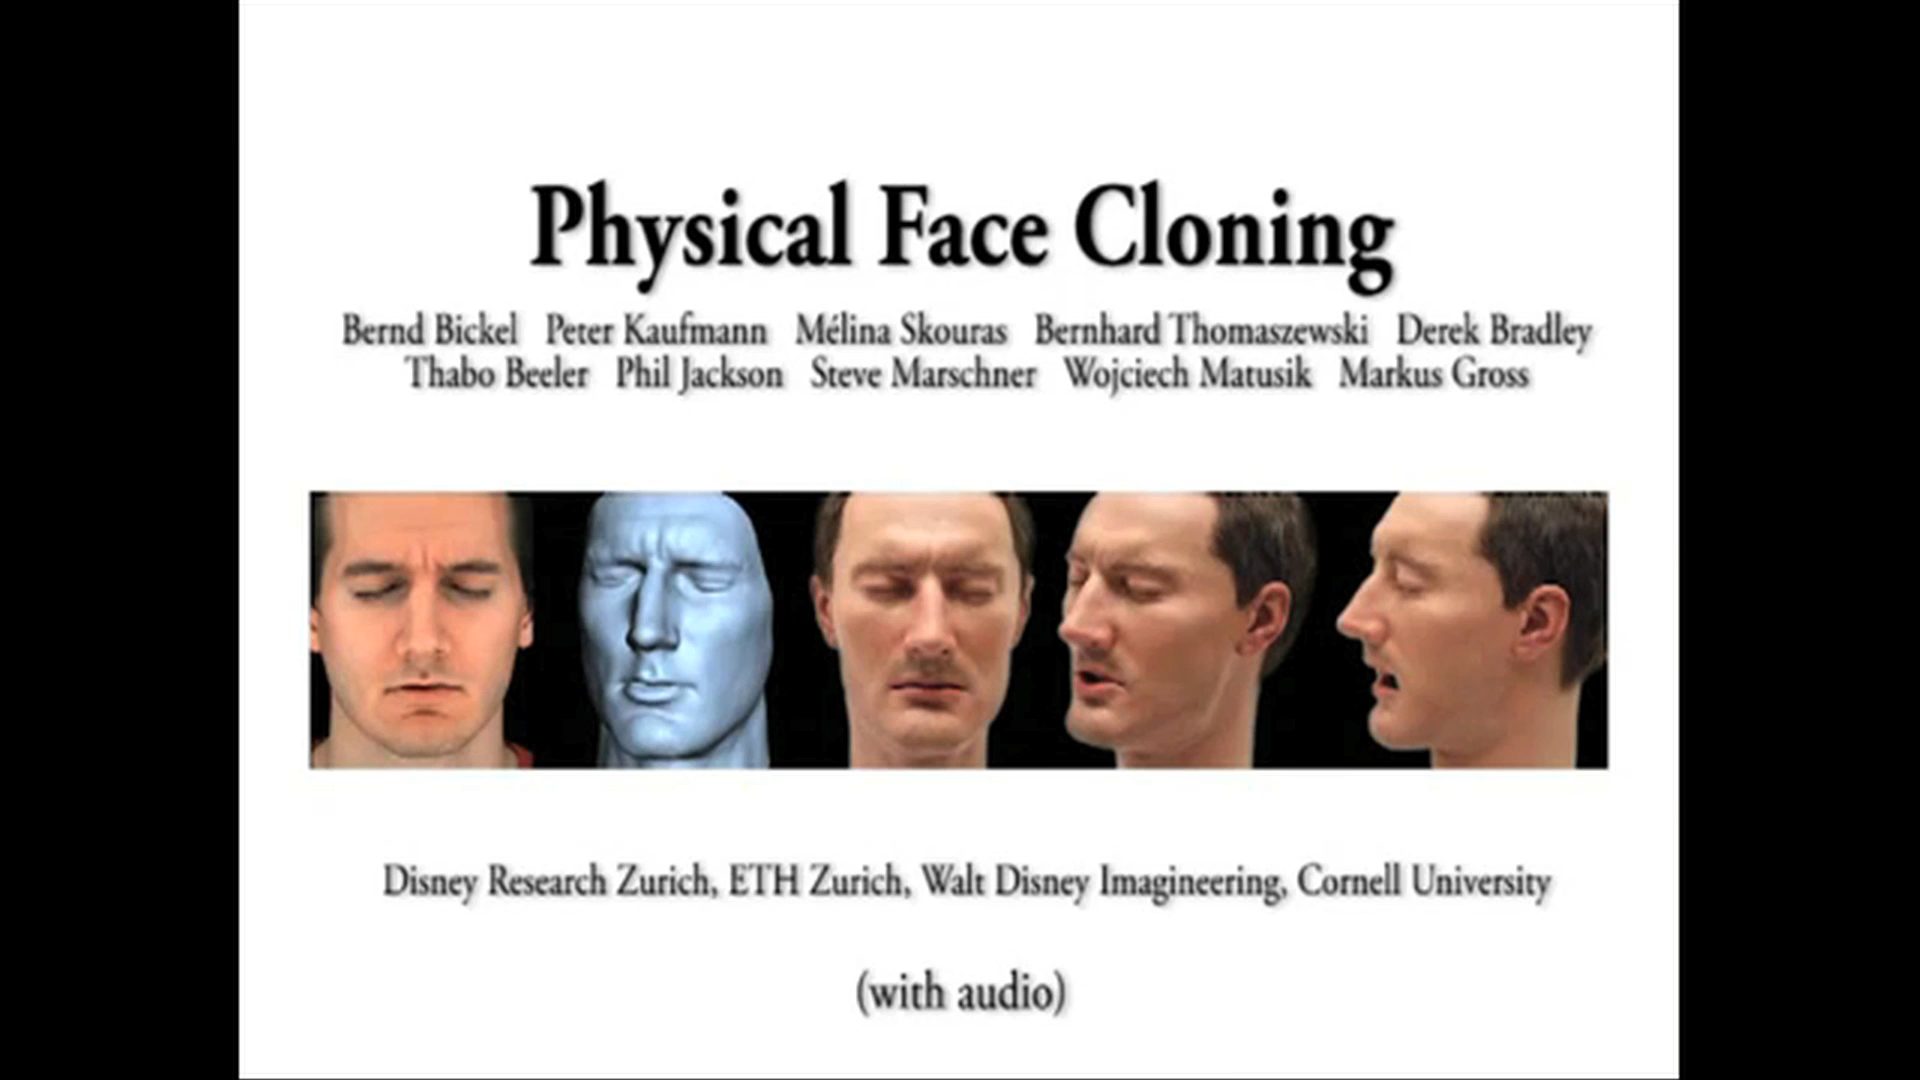 Physical Face Cloning
Bernd Bickel Peter Kaufmann Mélina Skouras Bernhard Thomaszewski Derek Bradley
Thabo Beeler Phil Jackson Steve Marschner Wojciech Matusik Markus Gross
Disney Research Zurich, ETH Zurich, Walt Disney Imagineering, Cornell University
(with audio)